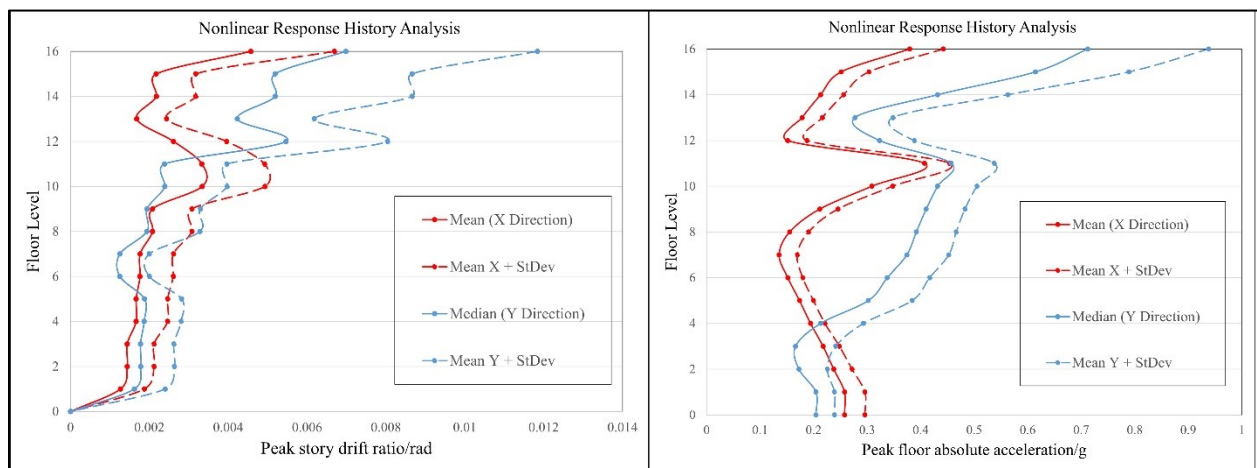 Nonlinear Response History Analysis
16
14
12
10
8
6
4
2
0
Floor Level
Mean (X Direction)
Mean X + StDev
Median (Y Direction)
Mean Y + StDev
0 0.002 0.004 0.006 0.008 0.01 0.012 0.014
Peak story drift ratio/rad
Nonlinear Response History Analysis
16
14
12
10
8
6
4
2
0
Floor Level
Mean (X Direction)
Mean X + StDev
Median (Y Direction)
Mean Y + StDev
0 0.1 0.2 0.3 0.4 0.5 0.6 0.7 0.8 0.9 1
Peak floor absolute acceleration/g